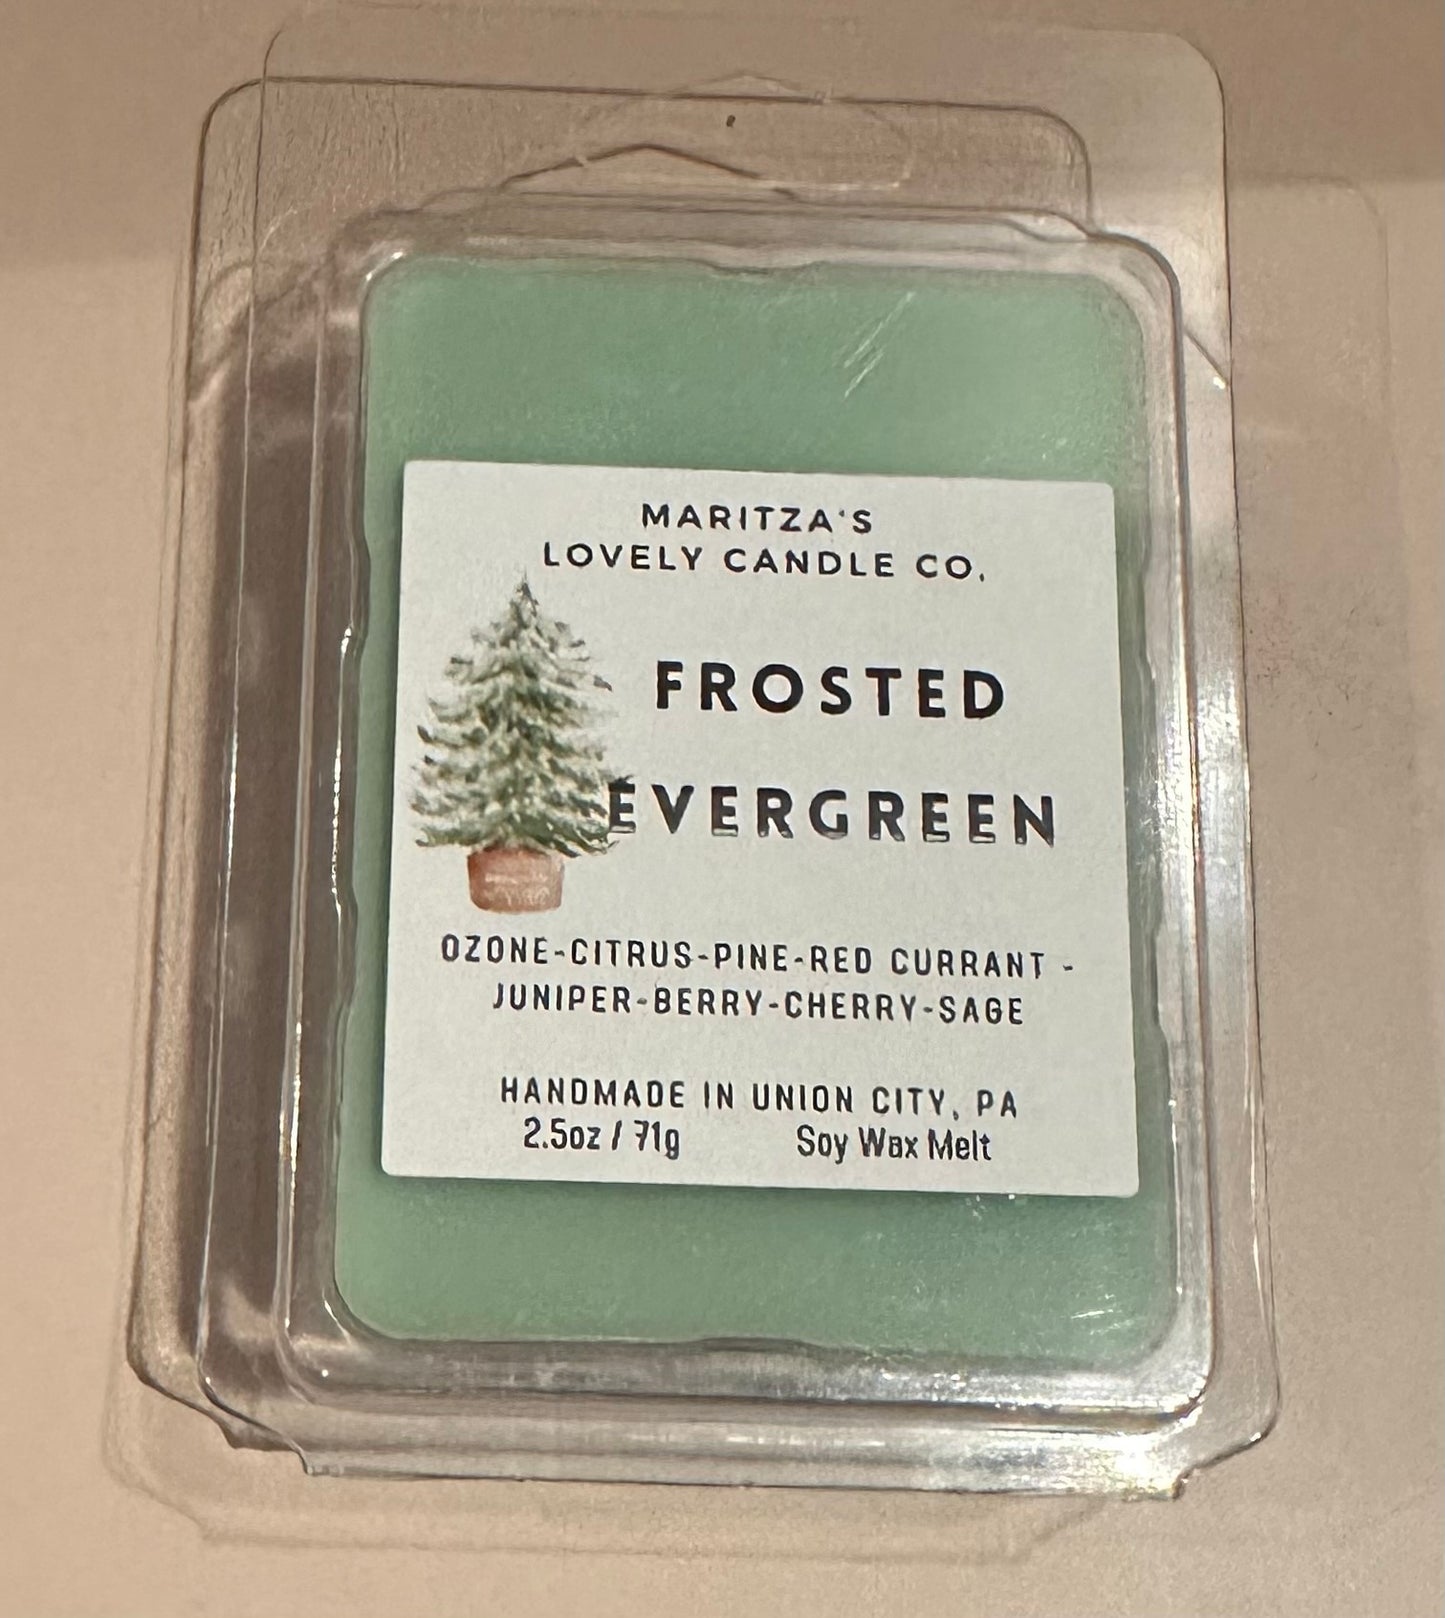 MARITZA'S
LOVELY CANDLE CO.
FROSTED
EVERGREEN
OZONE-CITRUS-PINE-RED CURRANT -
JUNIPER-BERRY-CHERRY-SAGE
HANDMADE IN UNION CITY, PA
2.5oz / 71g Soy Wax Melt